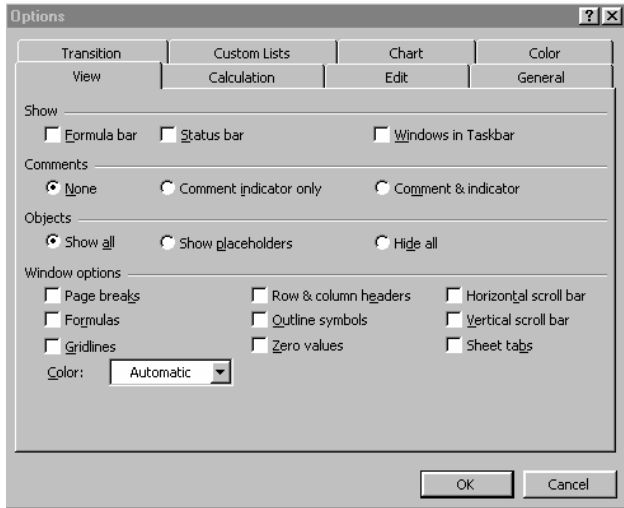 Options
Transition Custom Lists Chart Color
View Calculation Edit General
Show
Formula bar Status bar Windows in Taskbar
Comments
None Comment indicator only Comment & indicator
Objects
Show all Show placeholders Hide all
Window options
Page breaks Row & column headers Horizontal scroll bar
Formulas Outline symbols Vertical scroll bar
Gridlines Zero values Sheet tabs
Color: Automatic
OK Cancel